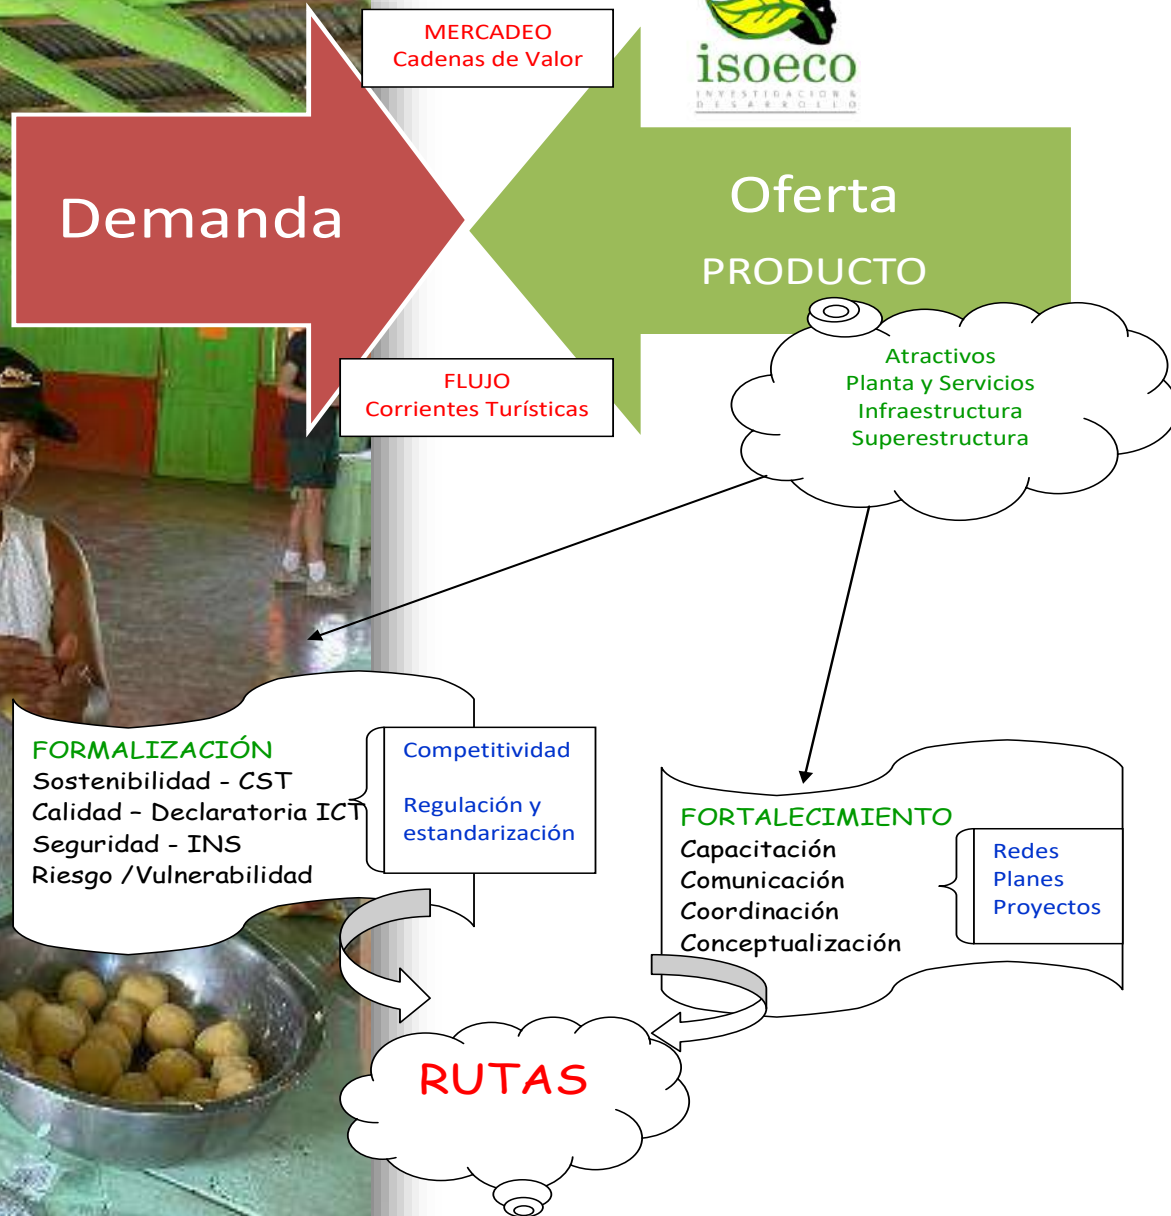 MERCADEO
Cadenas de Valor
isoeco
INVESTIGACION &
DESARROLLO
Demanda
Oferta
PRODUCTO
FLUJO
Corrientes Turísticas
Atractivos
Planta y Servicios
Infraestructura
Superestructura
FORMALIZACIÓN
Sostenibilidad - CST
Calidad – Declaratoria ICT
Seguridad - INS
Riesgo /Vulnerabilidad
Competitividad
Regulación y
estandarización
FORTALECIMIENTO
Capacitación
Comunicación
Coordinación
Conceptualización
Redes
Planes
Proyectos
RUTAS